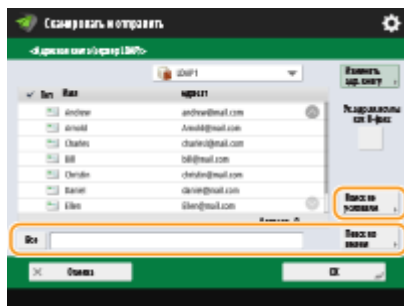 Сканировать и отправить
<Адресная книга/сервер LDAP>
LDAP1
Изменить
адр. книгу
Тип Имя Адрес
Andrew andrew@mail.com
Arnold Arnold@mail.com
Charles charles@mail.com
Bill bill@mail.com
Christin christin@mail.com
Daniel daniel@mail.com
Ellen Ellen@mail.com
Поиск по
условиям
Все
Поиск по
имени
Отмена
OK